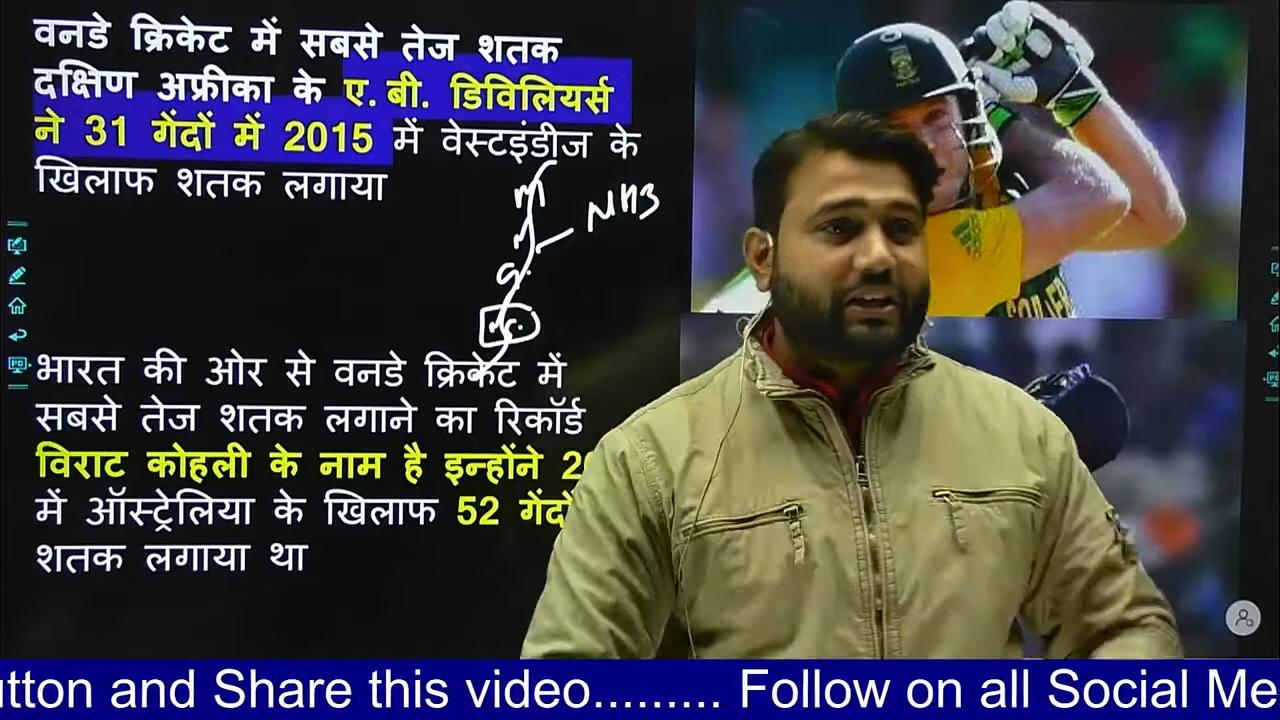 वनडे क्रिकेट में सबसे तेज शतक
दक्षिण अफ्रीका के ए. बी. डिविलियर्स
ने 31 गेंदों में 2015 में वेस्टइंडीज के
खिलाफ शतक लगाया
NH3
भारत की ओर से वनडे क्रिकेट में
सबसे तेज शतक लगाने का रिकॉर्ड
विराट कोहली के नाम है इन्होंने
में ऑस्ट्रेलिया के खिलाफ 52 गेंदों
शतक लगाया था
utton and Share this video......... Follow on all Social Me